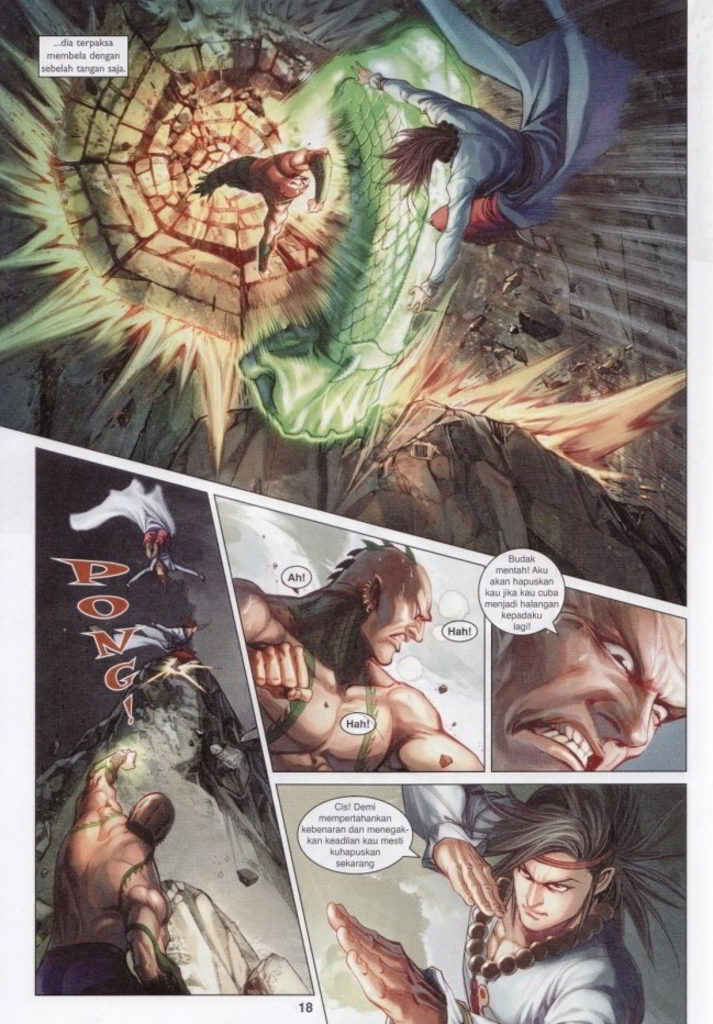 ...dia terpaksa
membela dengan
sebelah tangan saja.
PONG!
Ah!
Hah!
Hah!
Budak
mentah! Aku
akan hapuskan
kau jika kau cuba
menjadi halangan
kepadaku
lagi!
Cis! Demi
mempertahankan
kebenaran dan menegak-
kan keadilan kau mesti
kuhapuskan
sekarang
18